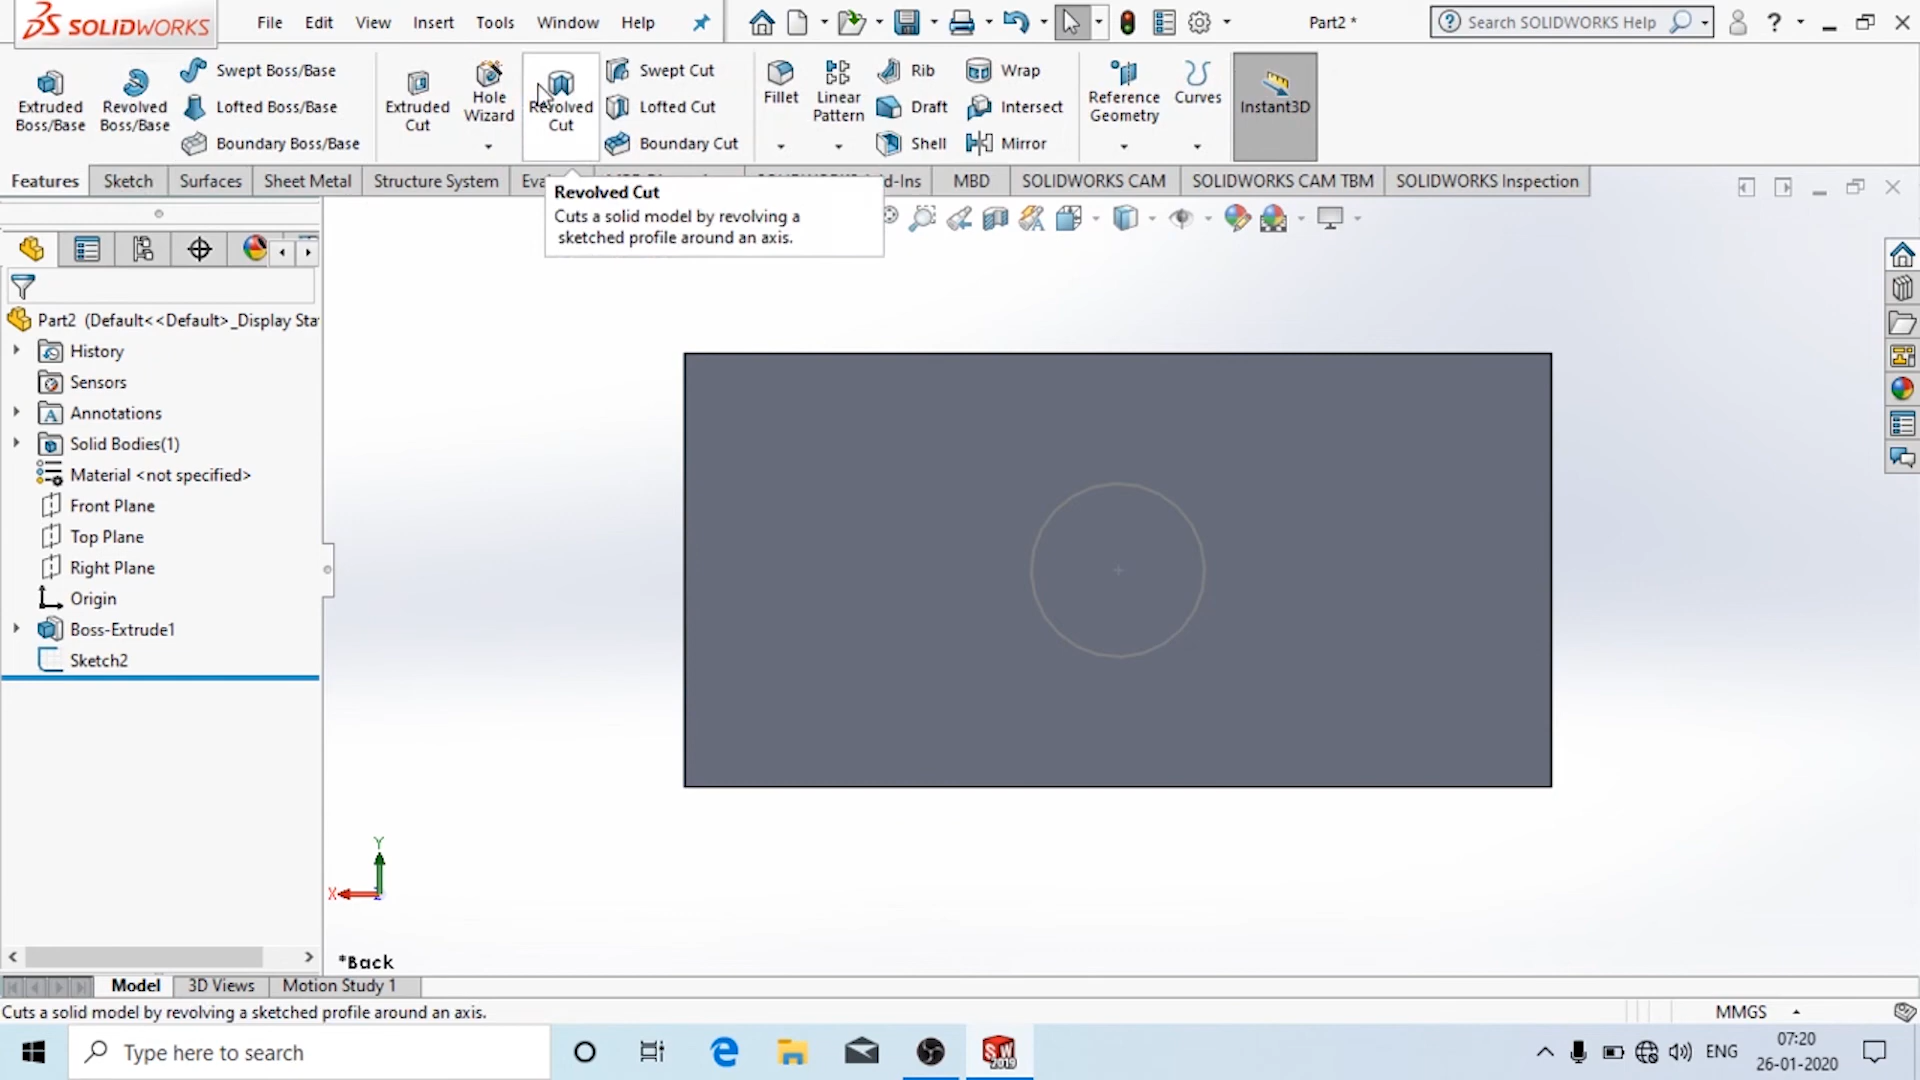 SOLIDWORKS
File Edit View Insert Tools Window Help
Part2 *
Search SOLIDWORKS Help
Extruded Boss/Base
Revolved Boss/Base
Swept Boss/Base
Lofted Boss/Base
Boundary Boss/Base
Extruded Cut
Hole Wizard
Revolved Cut
Swept Cut
Lofted Cut
Boundary Cut
Fillet
Linear Pattern
Rib
Draft
Shell
Wrap
Intersect
Mirror
Reference Geometry
Curves
Instant3D
Features Sketch Surfaces Sheet Metal Structure System MBD SOLIDWORKS CAM SOLIDWORKS CAM TBM SOLIDWORKS Inspection
Revolved Cut
Cuts a solid model by revolving a
sketched profile around an axis.
Part2 (Default<<Default>_Display Sta
History
Sensors
Annotations
Solid Bodies(1)
Material <not specified>
Front Plane
Top Plane
Right Plane
Origin
Boss-Extrude1
Sketch2
Y
X
*Back
Model 3D Views Motion Study 1
Cuts a solid model by revolving a sketched profile around an axis.
MMGS
Type here to search
SW
2019
ENG
07:20
26-01-2020